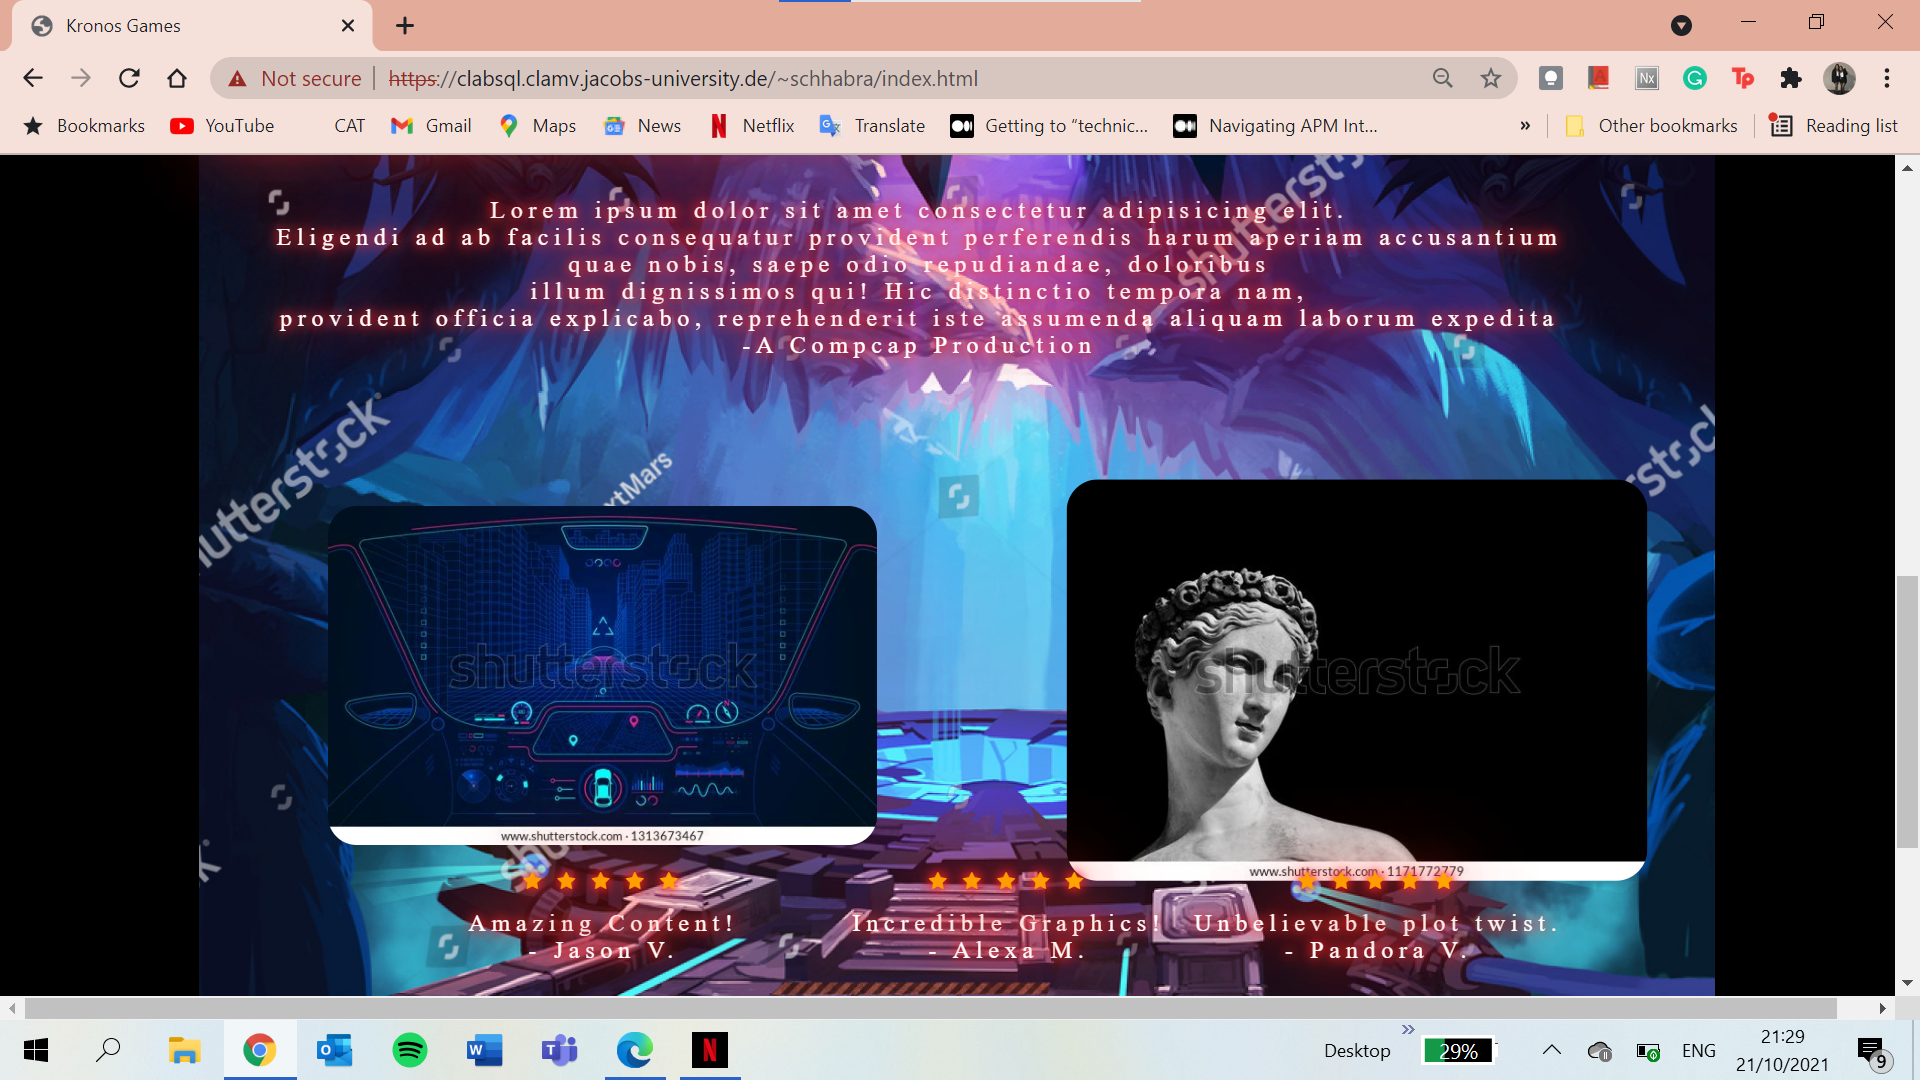 Kronos Games
Not secure
https://clabsql.clamv.jacobs-university.de/~schhabra/index.html
Bookmarks
YouTube
CAT
Gmail
Maps
News
Netflix
Translate
Getting to “technic...
Navigating APM Int...
»
Other bookmarks
Reading list
Lorem ipsum dolor sit amet consectetur adipisicing elit.
Eligendi ad ab facilis consequatur provident perferendis harum aperiam accusantium
quae nobis, saepe odio repudiandae, doloribus
illum dignissimos qui! Hic distinctio tempora nam,
provident officia explicabo, reprehenderit iste assumenda aliquam laborum expedita
-A Compcap Production
shutterstock
shutterstock
www.shutterstock.com · 1313673467
www.shutterstock.com · 1171772779
Amazing Content!
- Jason V.
Incredible Graphics!
- Alexa M.
Unbelievable plot twist.
- Pandora V.
Desktop
29%
ENG
21:29
21/10/2021
9